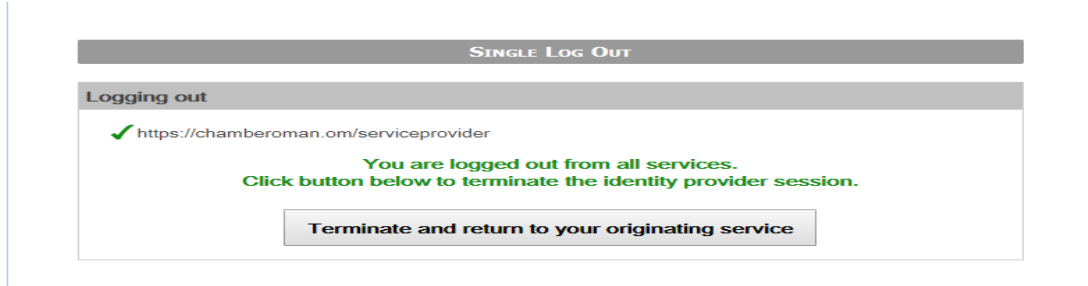 Single Log Out
Logging out
https://chamberoman.om/serviceprovider
You are logged out from all services.
Click button below to terminate the identity provider session.
Terminate and return to your originating service